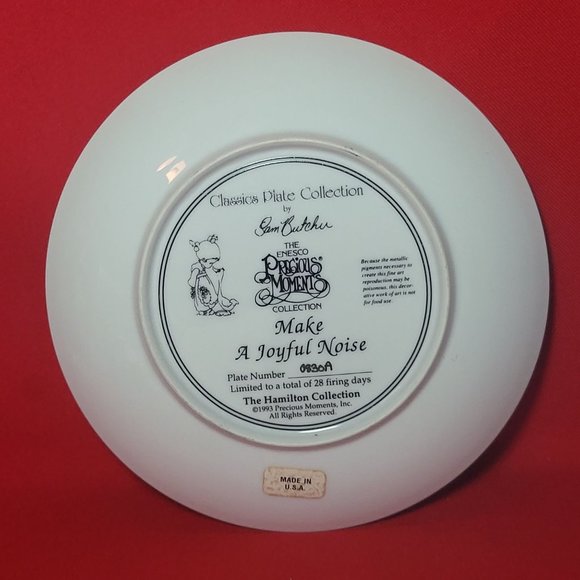 Classics Plate Collection
by
Sam Butcher
THE
ENESCO
PRECIOUS®
MOMENTS
COLLECTION
Because the metallic
pigments necessary to
create this fine art
reproduction may be
poisonous, this decor-
ative work of art is not
for food use.
Make
A Joyful Noise
Plate Number 0930A
Limited to a total of 28 firing days
The Hamilton Collection
©1993 Precious Moments, Inc.
All Rights Reserved.
MADE IN
U.S.A.